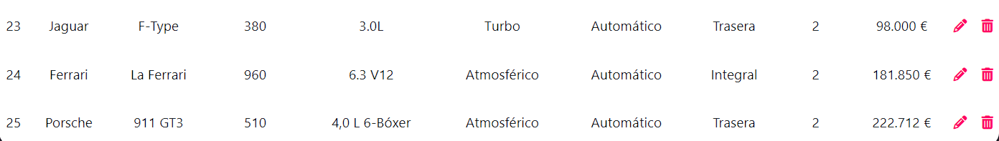 23 Jaguar F-Type 380 3.0L Turbo Automático Trasera 2 98.000 €
24 Ferrari La Ferrari 960 6.3 V12 Atmosférico Automático Integral 2 181.850 €
25 Porsche 911 GT3 510 4,0 L 6-Bóxer Atmosférico Automático Trasera 2 222.712 €